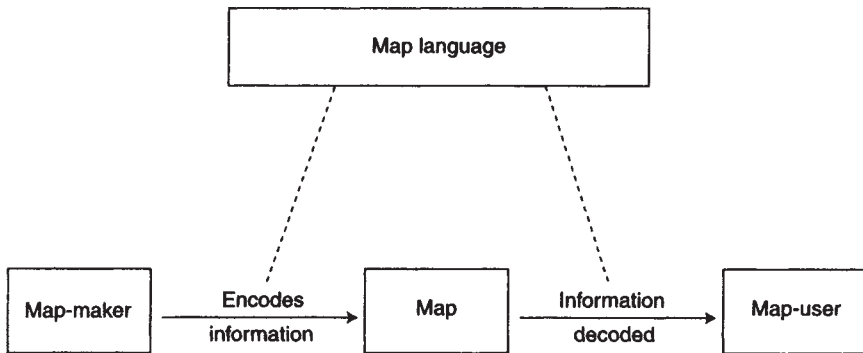 Map language
Map-maker
Encodes
information
Map
Information
decoded
Map-user